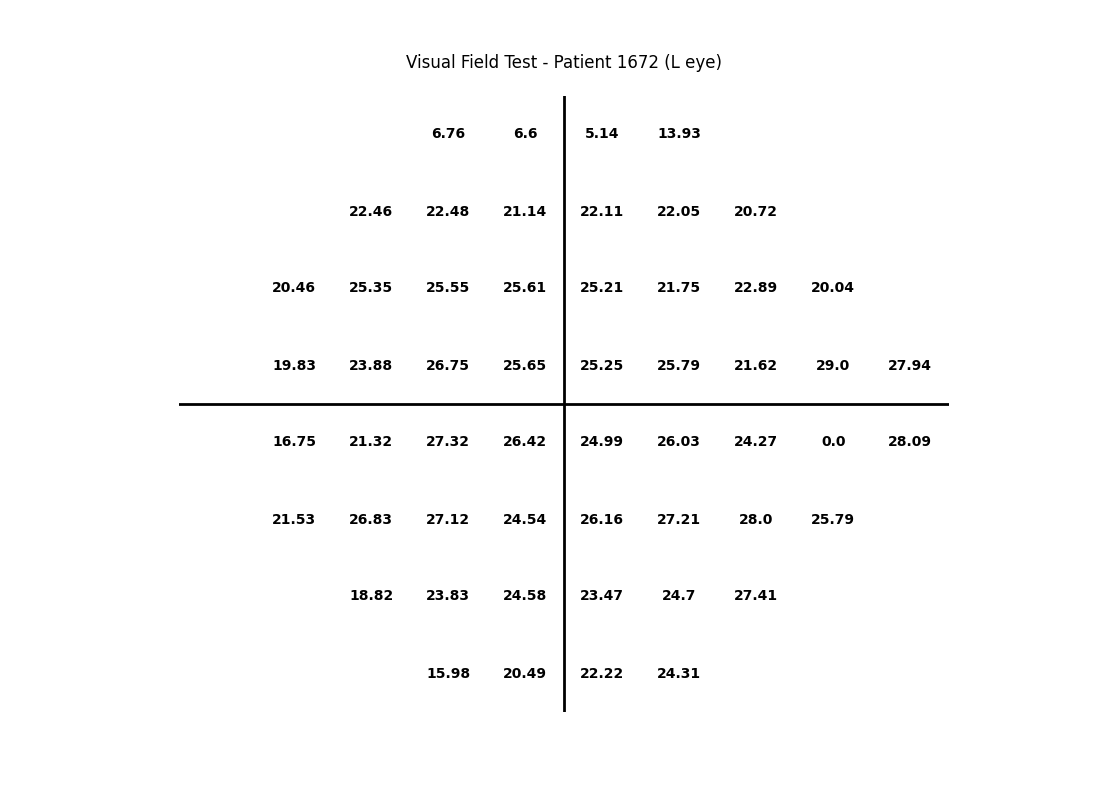 Visual Field Test - Patient 1672 (L eye)
6.76 6.6 5.14 13.93
22.46 22.48 21.14 22.11 22.05 20.72
20.46 25.35 25.55 25.61 25.21 21.75 22.89 20.04
19.83 23.88 26.75 25.65 25.25 25.79 21.62 29.0 27.94
16.75 21.32 27.32 26.42 24.99 26.03 24.27 0.0 28.09
21.53 26.83 27.12 24.54 26.16 27.21 28.0 25.79
18.82 23.83 24.58 23.47 24.7 27.41
15.98 20.49 22.22 24.31